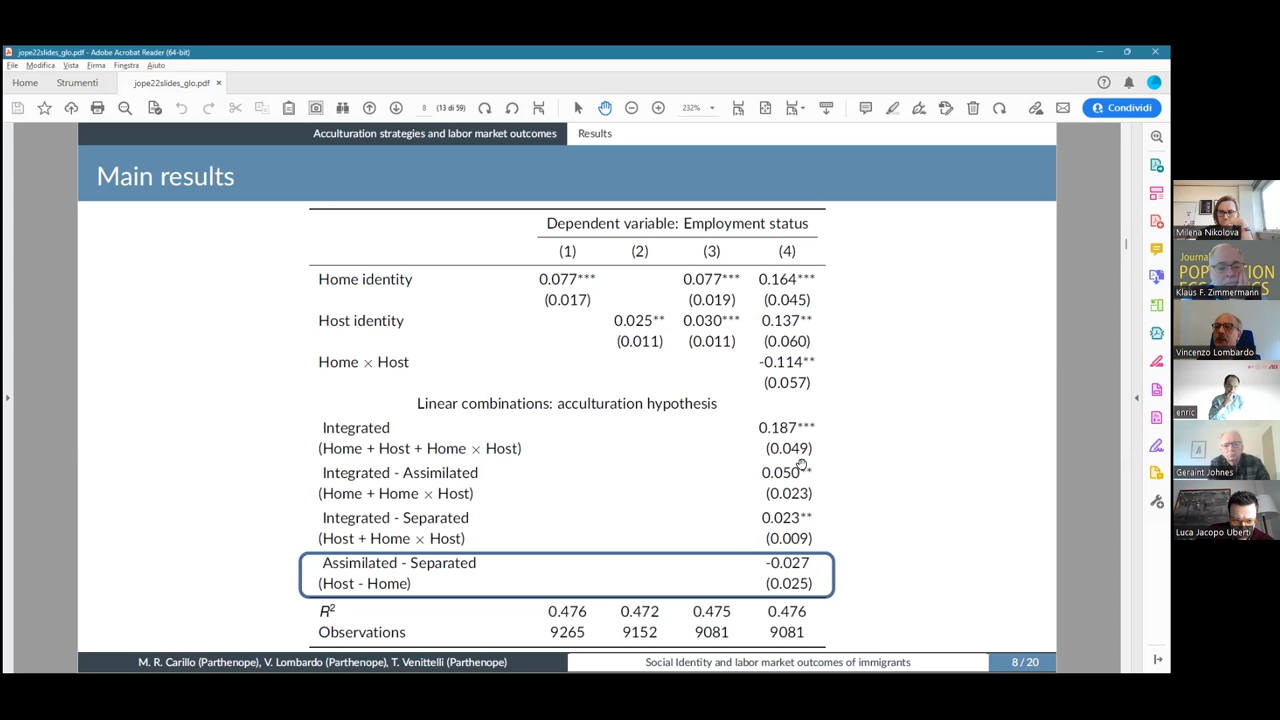 jope22slides_glo.pdf - Adobe Acrobat Reader (64-bit)
File Modifica Vista Firma Finestra Aiuto
Home Strumenti jope22slides_glo.pdf ×
8 (13 di 59) 232% Condividi
Acculturation strategies and labor market outcomes Results
Main results
Dependent variable: Employment status
(1) (2) (3) (4)
Home identity 0.077*** 0.077*** 0.164***
(0.017) (0.019) (0.045)
Host identity 0.025** 0.030*** 0.137**
(0.011) (0.011) (0.060)
Home × Host -0.114**
(0.057)
Linear combinations: acculturation hypothesis
Integrated 0.187***
(Home + Host + Home × Host) (0.049)
Integrated - Assimilated 0.050**
(Home + Home × Host) (0.023)
Integrated - Separated 0.023**
(Host + Home × Host) (0.009)
Assimilated - Separated -0.027
(Host - Home) (0.025)
R² 0.476 0.472 0.475 0.476
Observations 9265 9152 9081 9081
M. R. Carillo (Parthenope), V. Lombardo (Parthenope), T. Venittelli (Parthenope) Social Identity and labor market outcomes of immigrants 8 / 20
Milena Nikolova
Journal
POPULATION
Klaus F. Zimmermann
Vincenzo Lombardo
enric
Geraint Johnes
Luca Jacopo Uberti